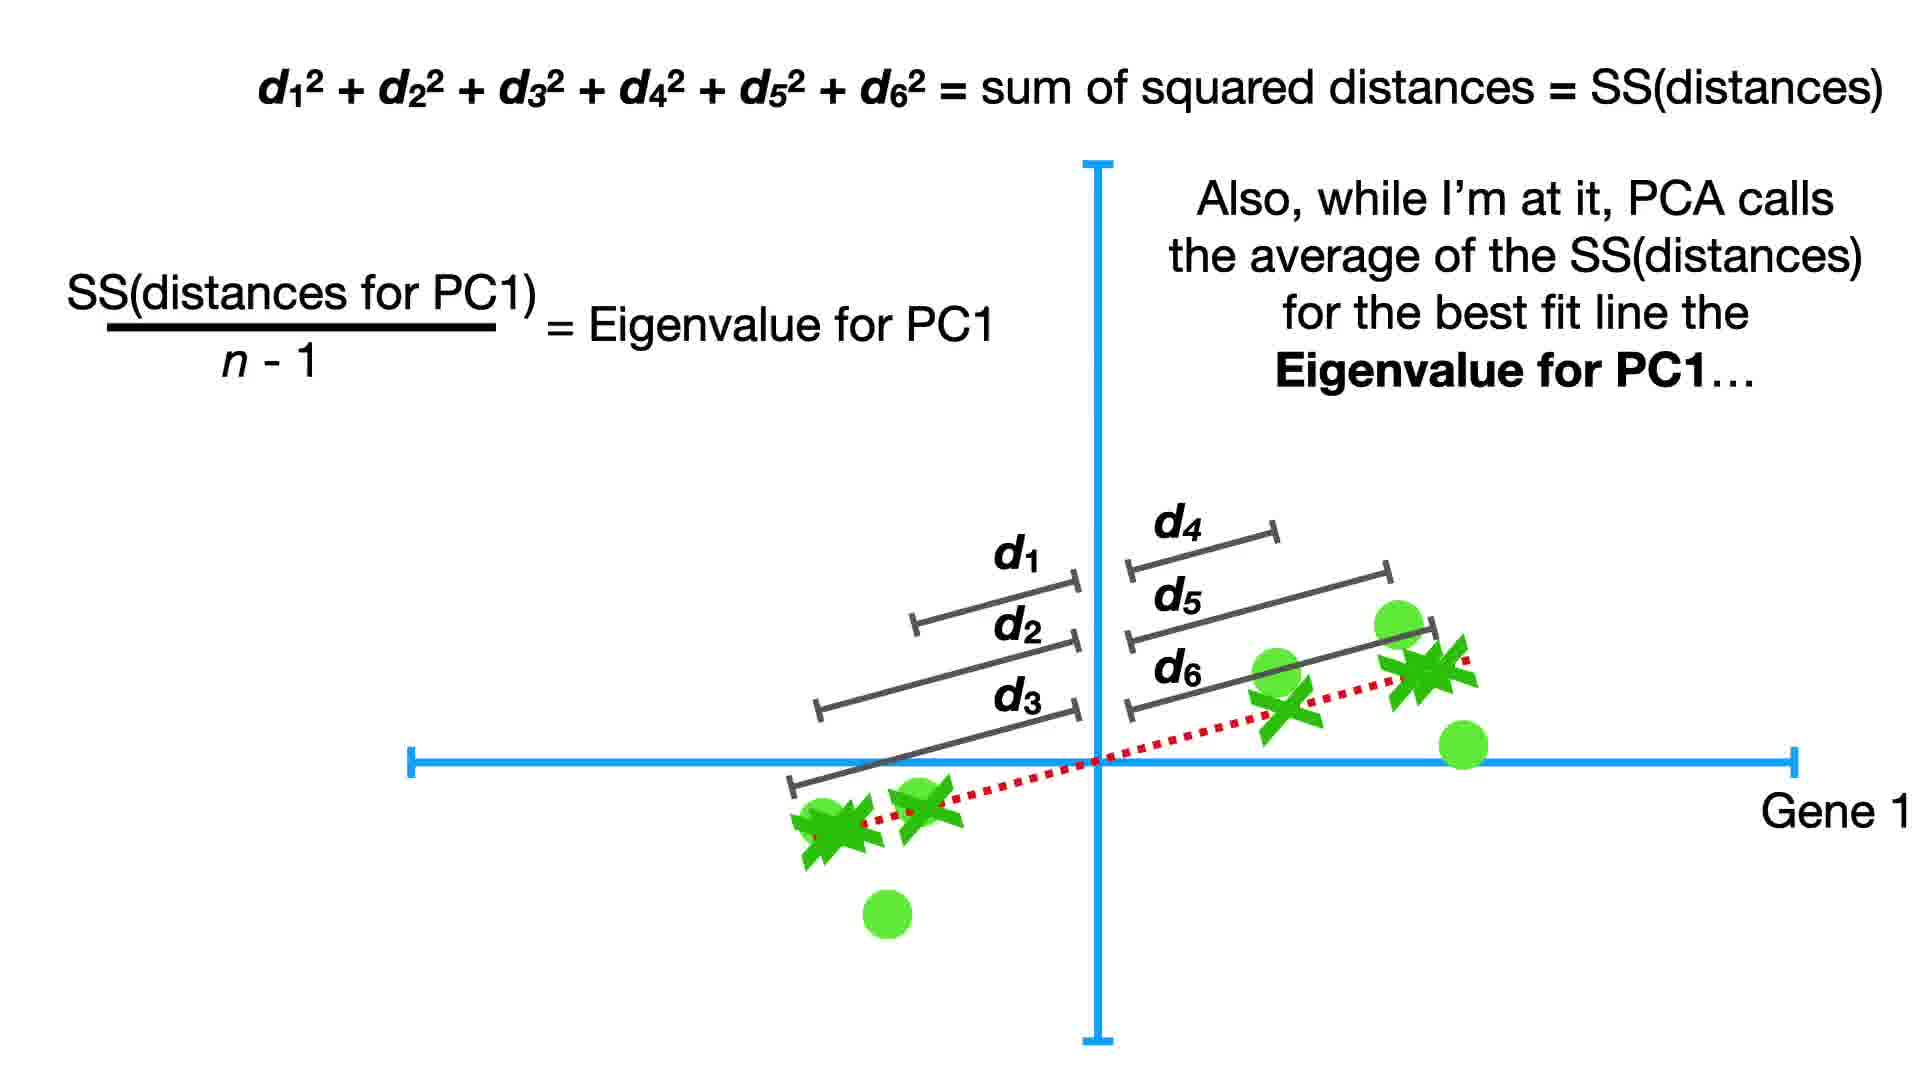 d₁² + d₂² + d₃² + d₄² + d₅² + d₆² = sum of squared distances = SS(distances)
Also, while I’m at it, PCA calls
the average of the SS(distances)
for the best fit line the
Eigenvalue for PC1…
SS(distances for PC1)
n - 1
= Eigenvalue for PC1
d₁
d₂
d₃
d₄
d₅
d₆
Gene 1